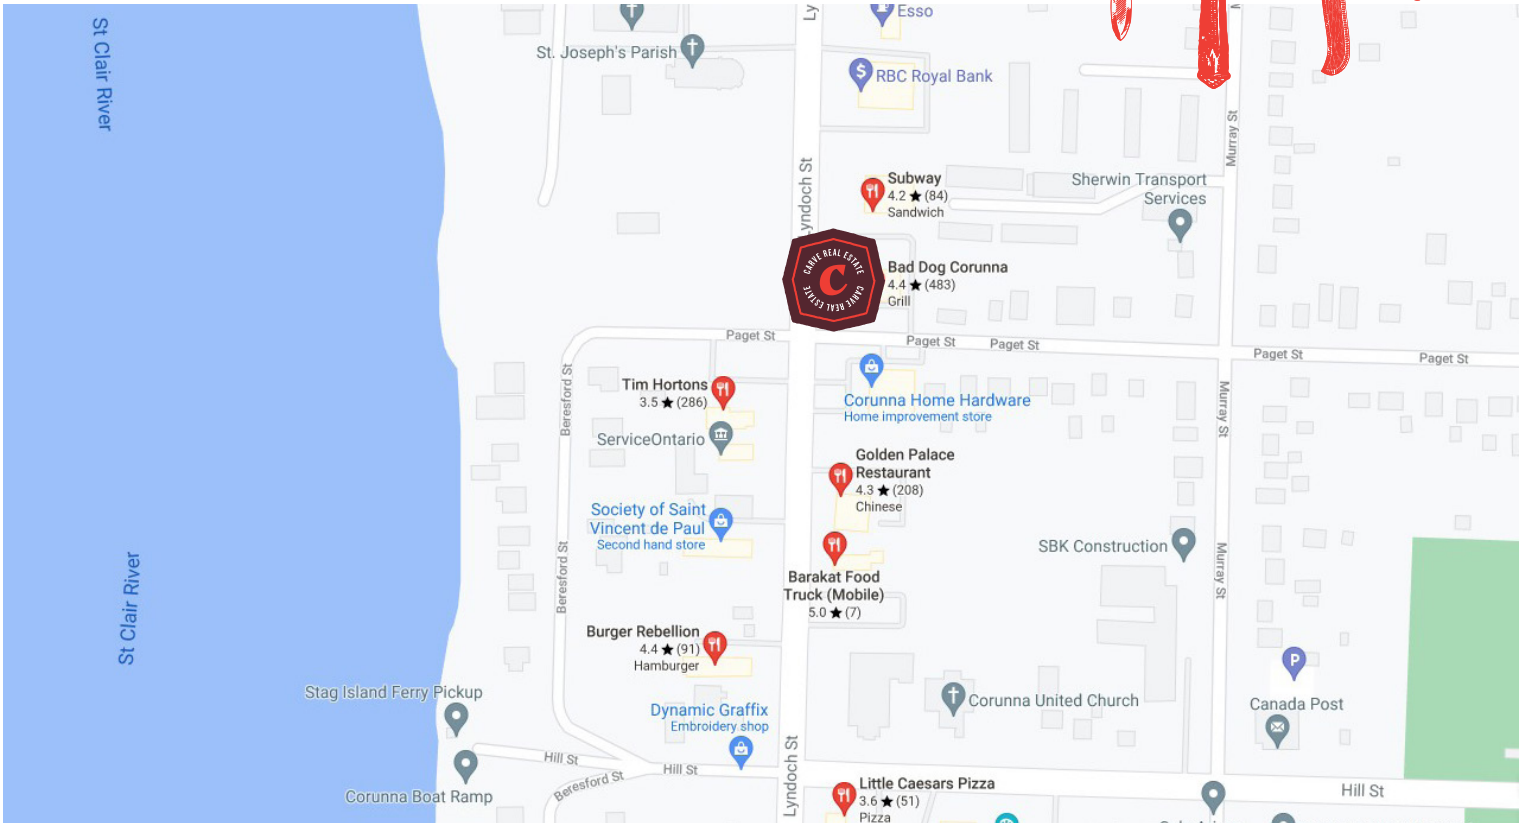 St Clair River
St Clair River
Esso
St. Joseph's Parish
RBC Royal Bank
Lyndoch St
Murray St
Subway
4.2 ★ (84)
Sandwich
Sherwin Transport
Services
CARVE REAL ESTATE
C
CARVE REAL ESTATE
Bad Dog Corunna
4.4 ★ (483)
Grill
Paget St
Paget St
Paget St
Paget St
Paget St
Beresford St
Tim Hortons
3.5 ★ (286)
Corunna Home Hardware
Home improvement store
Murray St
ServiceOntario
Golden Palace
Restaurant
4.3 ★ (208)
Chinese
Society of Saint
Vincent de Paul
Second hand store
SBK Construction
Murray St
Beresford St
Barakat Food
Truck (Mobile)
5.0 ★ (7)
Burger Rebellion
4.4 ★ (91)
Hamburger
P
Stag Island Ferry Pickup
Corunna United Church
Canada Post
Dynamic Graffix
Embroidery shop
Lyndoch St
Hill St
Hill St
Beresford St
Corunna Boat Ramp
Little Caesars Pizza
3.6 ★ (51)
Pizza
Hill St